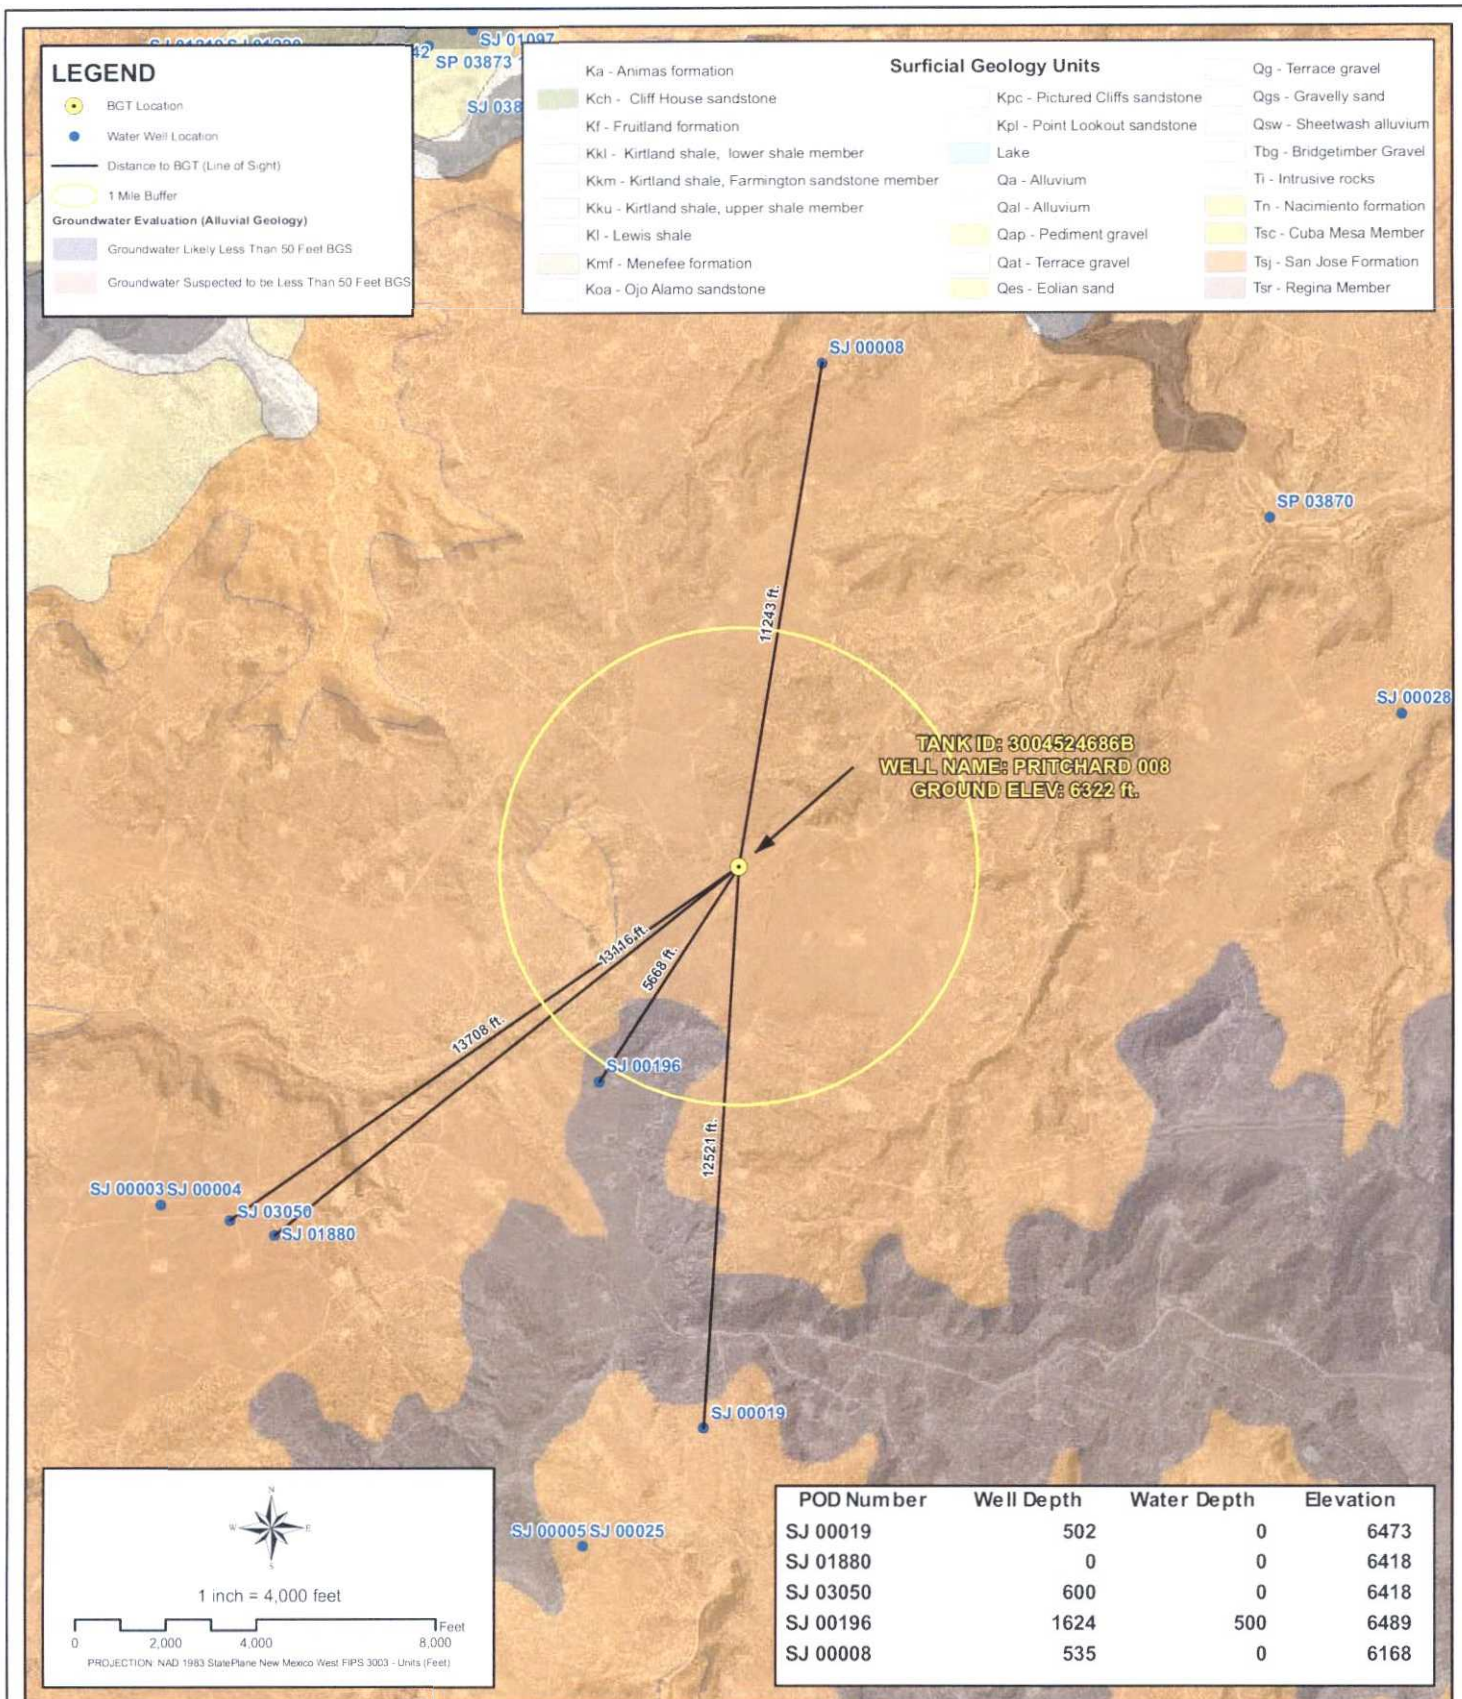 SJ 01097
42
SP 03873
SJ 038
LEGEND
BGT Location
Water Well Location
Distance to BGT (Line of Sight)
1 Mile Buffer
Groundwater Evaluation (Alluvial Geology)
Groundwater Likely Less Than 50 Feet BGS
Groundwater Suspected to be Less Than 50 Feet BGS
Surficial Geology Units
Ka - Animas formation
Kch - Cliff House sandstone
Kf - Fruitland formation
Kkl - Kirtland shale, lower shale member
Kkm - Kirtland shale, Farmington sandstone member
Kku - Kirtland shale, upper shale member
Kl - Lewis shale
Kmf - Menefee formation
Koa - Ojo Alamo sandstone
Kpc - Pictured Cliffs sandstone
Kpl - Point Lookout sandstone
Lake
Qa - Alluvium
Qal - Alluvium
Qap - Pediment gravel
Qat - Terrace gravel
Qes - Eolian sand
Qg - Terrace gravel
Qgs - Gravelly sand
Qsw - Sheetwash alluvium
Tbg - Bridgetimber Gravel
Ti - Intrusive rocks
Tn - Nacimiento formation
Tsc - Cuba Mesa Member
Tsj - San Jose Formation
Tsr - Regina Member
SJ 00008
SP 03870
11243 ft.
SJ 00028
TANK ID: 3004524686B
WELL NAME: PRITCHARD 008
GROUND ELEV: 6322 ft.
13116 ft.
5668 ft.
13708 ft.
SJ 00196
12521 ft.
SJ 00003 SJ 00004
SJ 03050
SJ 01880
SJ 00019
SJ 00005 SJ 00025
N
W E
S
1 inch = 4,000 feet
Feet
0 2,000 4,000 8,000
PROJECTION: NAD 1983 StatePlane New Mexico West FIPS 3003 - Units (Feet)
POD Number Well Depth Water Depth Elevation
SJ 00019 502 0 6473
SJ 01880 0 0 6418
SJ 03050 600 0 6418
SJ 00196 1624 500 6489
SJ 00008 535 0 6168